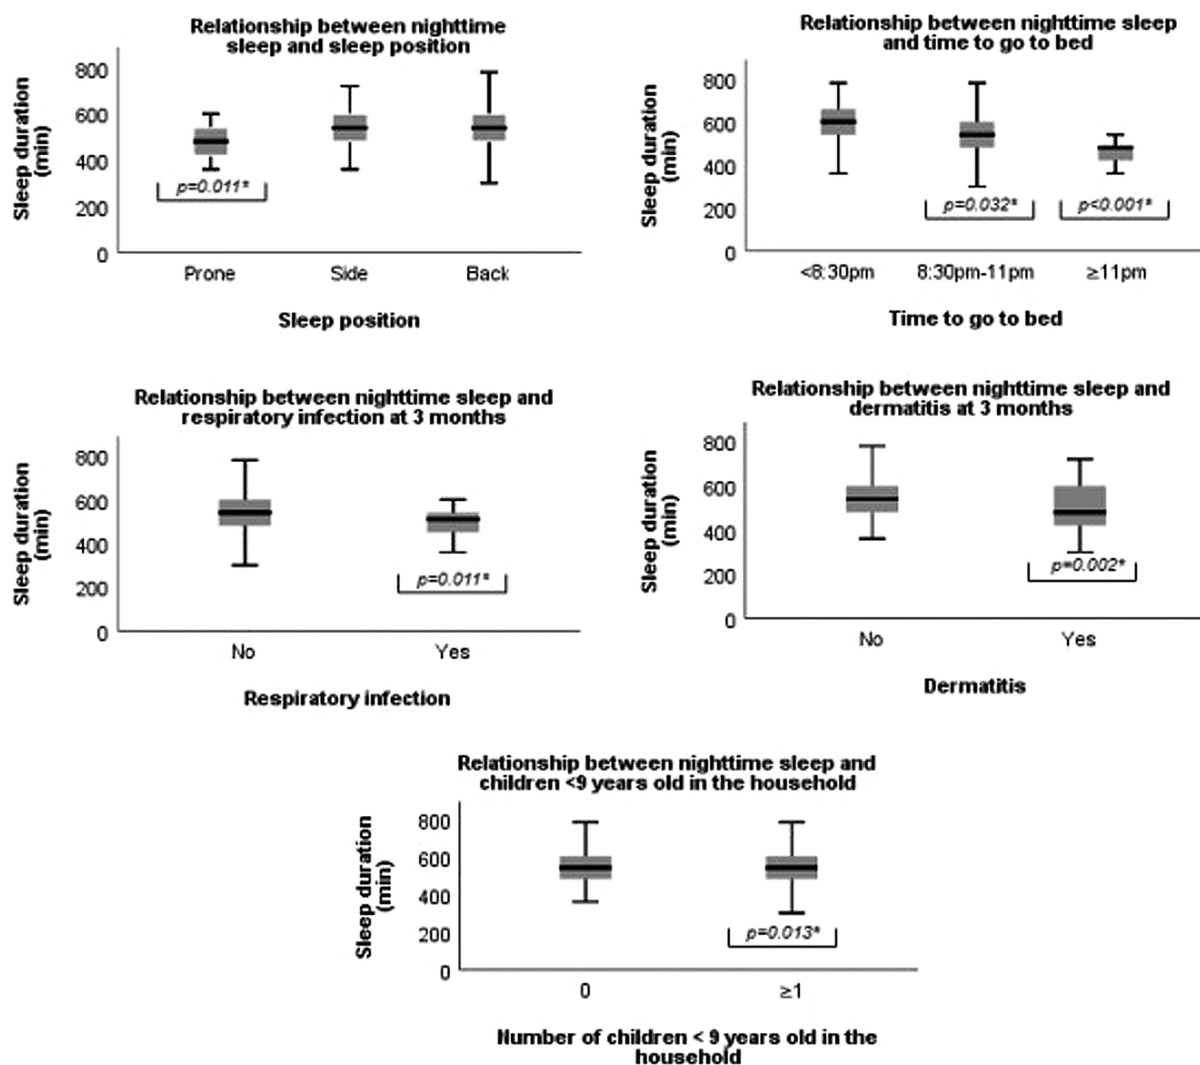 Relationship between nighttime
sleep and sleep position
Sleep duration
(min)
800
600
400
200
0
p=0.011*
Prone
Side
Back
Sleep position
Relationship between nighttime sleep
and time to go to bed
Sleep duration
(min)
800
600
400
200
0
p=0.032*
p<0.001*
<8:30pm
8:30pm-11pm
≥11pm
Time to go to bed
Relationship between nighttime sleep and
respiratory infection at 3 months
Sleep duration
(min)
800
600
400
200
0
p=0.011*
No
Yes
Respiratory infection
Relationship between nighttime sleep and
dermatitis at 3 months
Sleep duration
(min)
800
600
400
200
0
p=0.002*
No
Yes
Dermatitis
Relationship between nighttime sleep and
children <9 years old in the household
Sleep duration
(min)
800
600
400
200
0
p=0.013*
0
≥1
Number of children < 9 years old in the
household